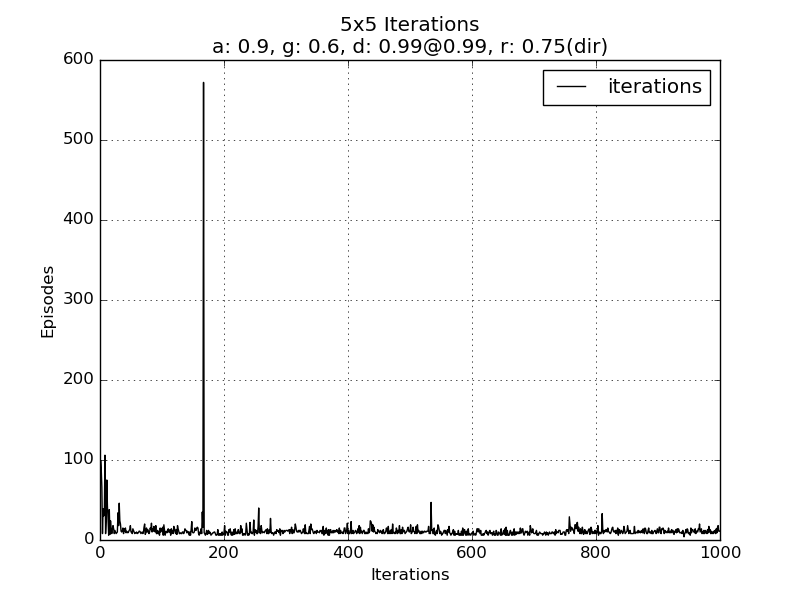 5x5 Iterations
a: 0.9, g: 0.6, d: 0.99@0.99, r: 0.75(dir)
600
iterations
500
400
Episodes
300
200
100
0
0 200 400 600 800 1000
Iterations